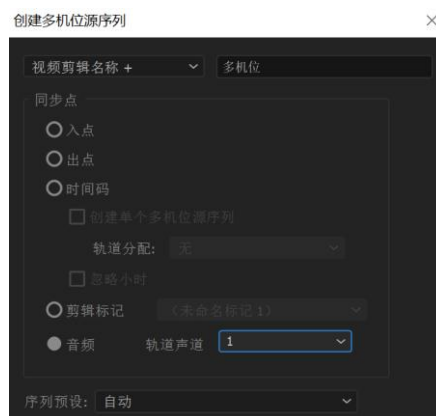 创建多机位源序列
视频剪辑名称 + 多机位
同步点
入点
出点
时间码
创建单个多机位源序列
轨道分配: 无
忽略小时
剪辑标记 (未命名标记 1)
音频 轨道声道 1
序列预设: 自动